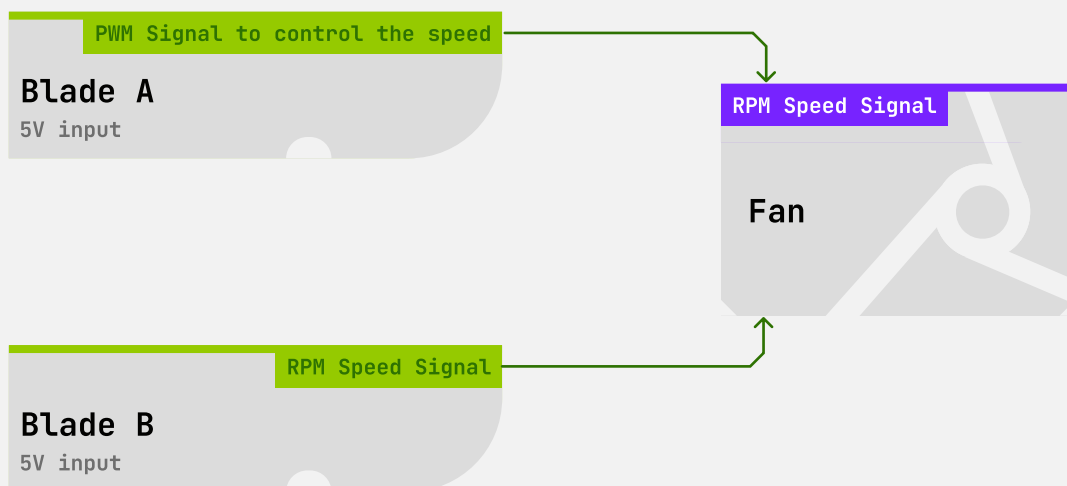 PWM Signal to control the speed
Blade A
5V input
RPM Speed Signal
Fan
RPM Speed Signal
Blade B
5V input